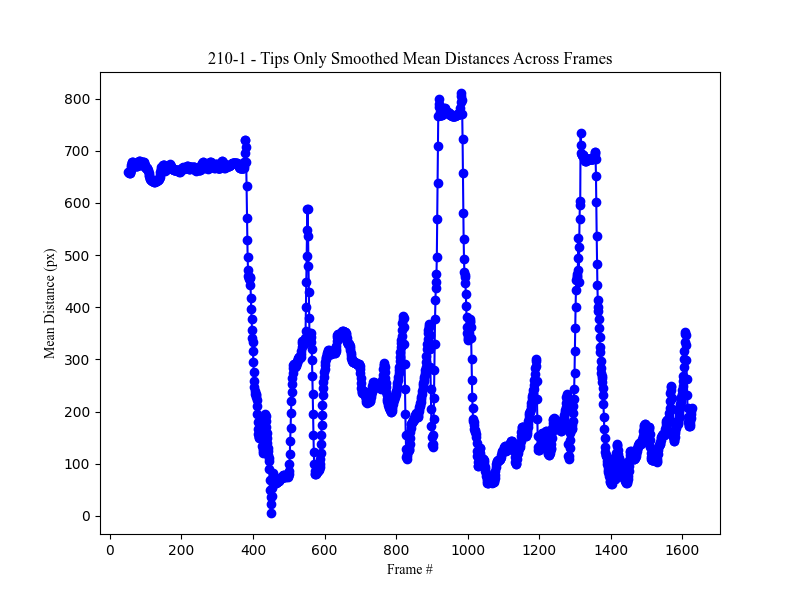 210-1 - Tips Only Smoothed Mean Distances Across Frames
800
700
600
500
400
300
200
100
0
Mean Distance (px)
0 200 400 600 800 1000 1200 1400 1600
Frame #